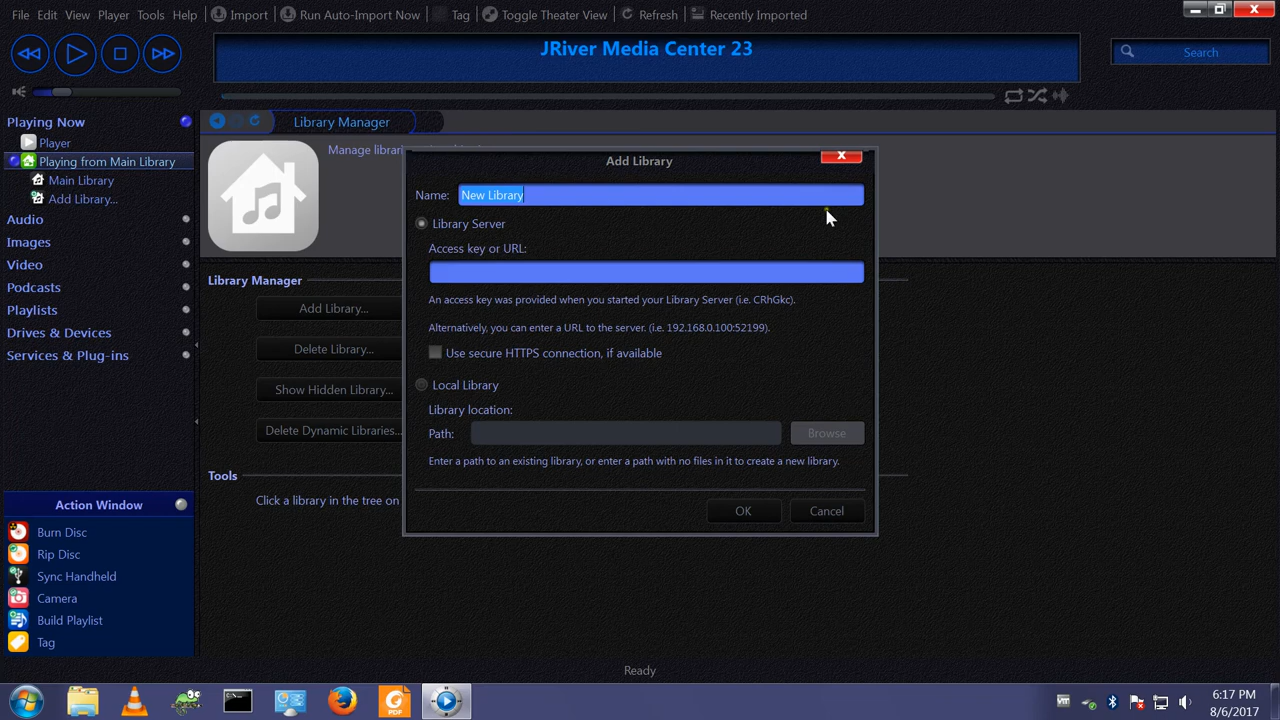 File Edit View Player Tools Help Import Run Auto-Import Now Tag Toggle Theater View Refresh Recently Imported
JRiver Media Center 23
Search
Playing Now
Player
Playing from Main Library
Main Library
Add Library...
Audio
Images
Video
Podcasts
Playlists
Drives & Devices
Services & Plug-ins
Action Window
Burn Disc
Rip Disc
Sync Handheld
Camera
Build Playlist
Tag
Library Manager
Manage librari
Library Manager
Add Library...
Delete Library...
Show Hidden Library...
Delete Dynamic Libraries...
Tools
Click a library in the tree on
Add Library
Name: New Library
Library Server
Access key or URL:
An access key was provided when you started your Library Server (i.e. CRhGkc).
Alternatively, you can enter a URL to the server. (i.e. 192.168.0.100:52199).
Use secure HTTPS connection, if available
Local Library
Library location:
Path: Browse
Enter a path to an existing library, or enter a path with no files in it to create a new library.
OK Cancel
Ready
PDF
6:17 PM
8/6/2017